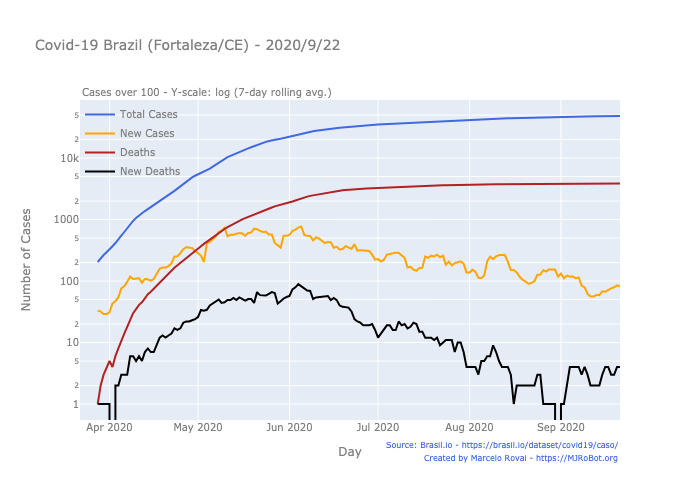 Covid-19 Brazil (Fortaleza/CE) - 2020/9/22
Cases over 100 - Y-scale: log (7-day rolling avg.)
Total Cases
New Cases
Deaths
New Deaths
Number of Cases
5
2
10k
5
2
1000
5
2
100
5
2
10
5
2
1
Apr 2020 May 2020 Jun 2020 Jul 2020 Aug 2020 Sep 2020
Day
Source: Brasil.io - https://brasil.io/dataset/covid19/caso/
Created by Marcelo Rovai - https://MJRoBot.org